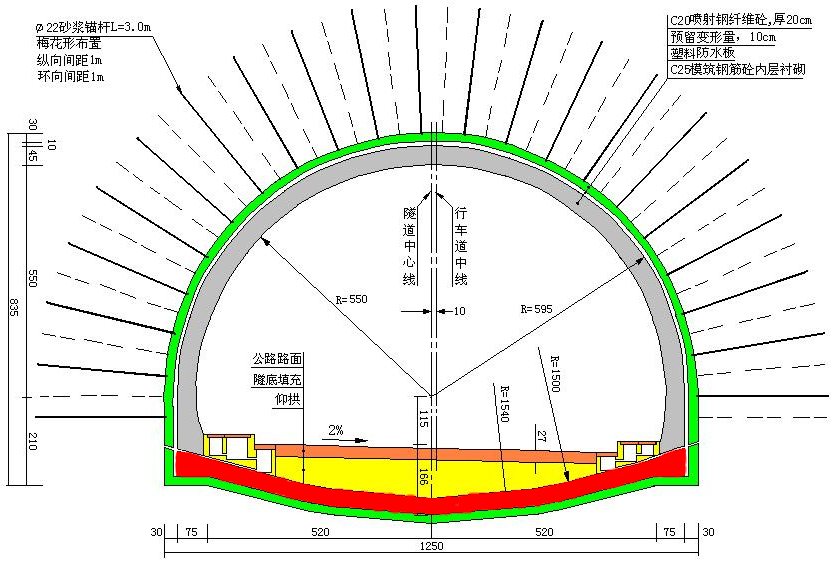 ø22砂浆锚杆L=3.0m
梅花形布置
纵向间距1m
环向间距1m
C20喷射钢纤维砼,厚20cm
预留变形量，10cm
塑料防水板
C25模筑钢筋砼内层衬砌
30
10
45
550
835
210
隧道中心线
行车道中线
R=550
R=595
10
公路路面
隧底填充
仰拱
115
R=1540
R=1500
2%
27
166
30
75
520
520
75
30
1250